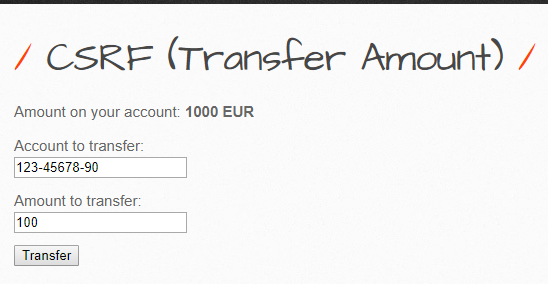 / CSRF (Transfer Amount) /
Amount on your account: 1000 EUR
Account to transfer:
123-45678-90
Amount to transfer:
100
Transfer